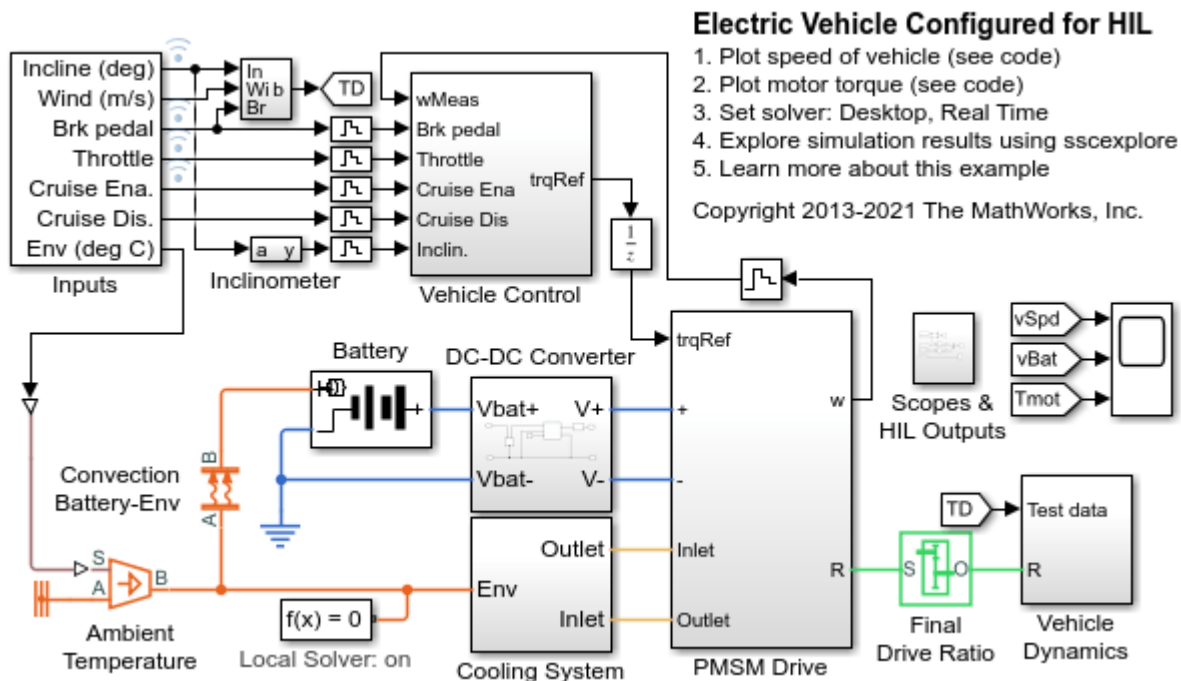 Electric Vehicle Configured for HIL
1. Plot speed of vehicle (see code)
2. Plot motor torque (see code)
3. Set solver: Desktop, Real Time
4. Explore simulation results using sscexplore
5. Learn more about this example
Copyright 2013-2021 The MathWorks, Inc.
Incline (deg)
Wind (m/s)
Brk pedal
Throttle
Cruise Ena.
Cruise Dis.
Env (deg C)
Inputs
In
Wi b
Br
TD
a y
Inclinometer
wMeas
Brk pedal
Throttle
Cruise Ena
Cruise Dis
Inclin.
trqRef
Vehicle Control
1
z
Battery
+
DC-DC Converter
Vbat+ V+
Vbat- V-
Convection
Battery-Env
B
A
S
A
B
Ambient
Temperature
f(x) = 0
Local Solver: on
Outlet
Env
Inlet
Cooling System
trqRef
w
+
-
Inlet
R
Outlet
PMSM Drive
Scopes &
HIL Outputs
vSpd
vBat
Tmot
S O
Final
Drive Ratio
TD
Test data
R
Vehicle
Dynamics